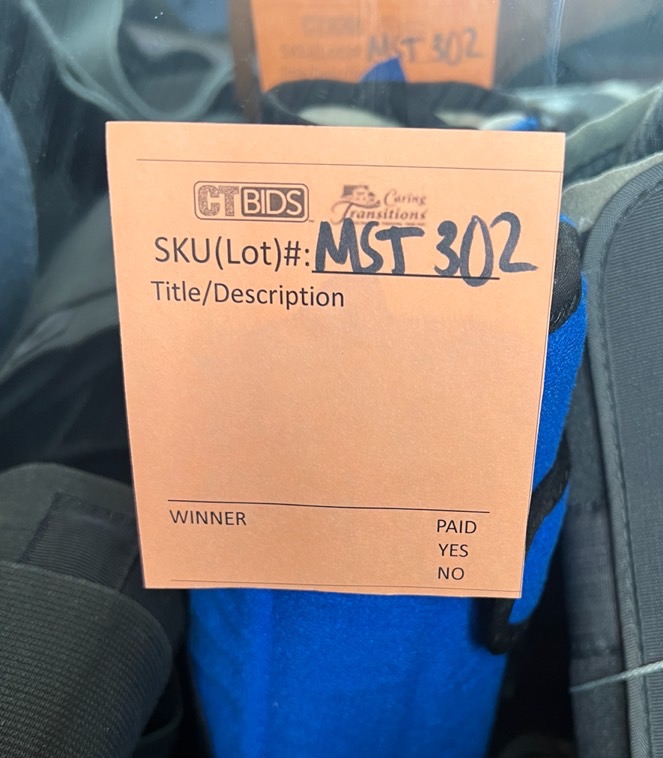 MST 302
CTBIDS
Caring
Transitions
SKU(Lot)#: MST 302
Title/Description
WINNER
PAID
YES
NO